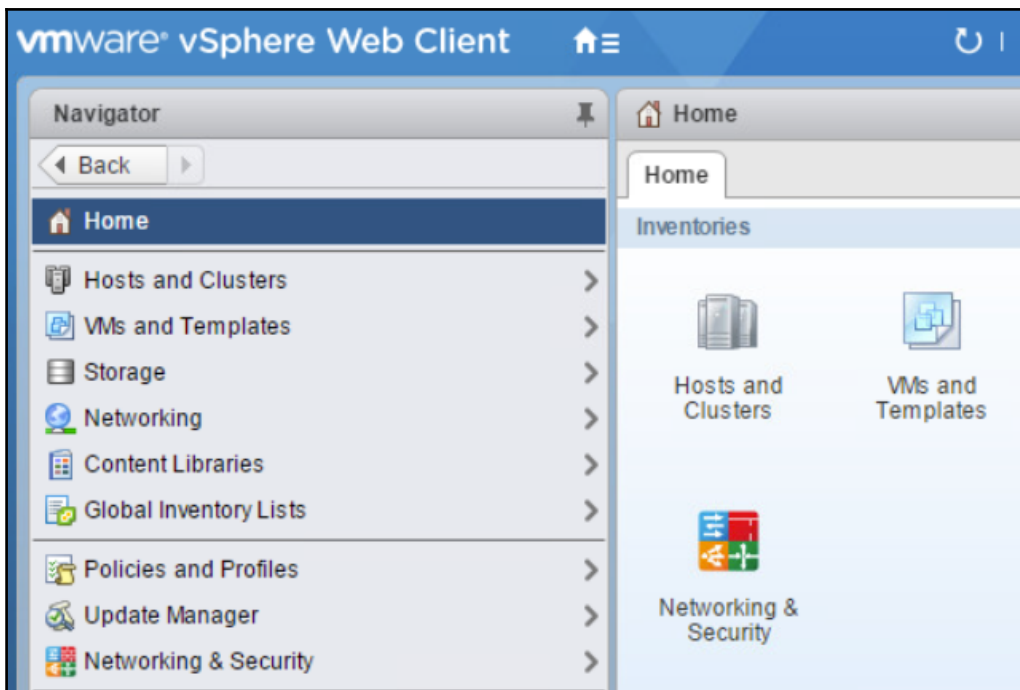 vmware® vSphere Web Client
Navigator
Back
Home
Hosts and Clusters
VMs and Templates
Storage
Networking
Content Libraries
Global Inventory Lists
Policies and Profiles
Update Manager
Networking & Security
Home
Home
Inventories
Hosts and
Clusters
VMs and
Templates
Networking &
Security